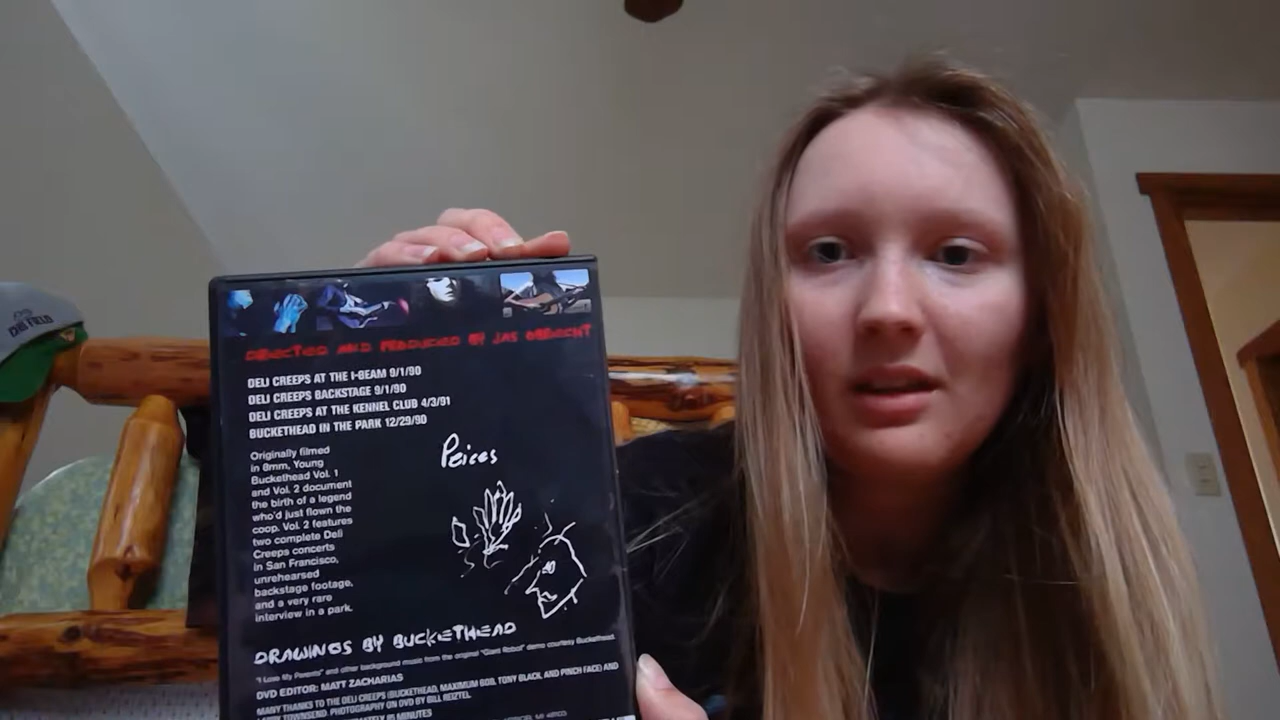 FIELD
DIRECTED AND PRODUCED BY JAS OBRECHT
DELI CREEPS AT THE I-BEAM 9/1/90
DELI CREEPS BACKSTAGE 9/1/90
DELI CREEPS AT THE KENNEL CLUB 4/3/91
BUCKETHEAD IN THE PARK 12/29/90
Originally filmed
in 8mm, Young
Buckethead Vol. 1
and Vol. 2 document
the birth of a legend
who'd just flown the
coop. Vol. 2 features
two complete Deli
Creeps concerts
in San Francisco,
unrehearsed
backstage footage,
and a very rare
interview in a park.
Peices
DRAWINGS BY BUCKETHEAD
"I Love My Parents" and other background music from the original "Giant Robot" demo courtesy Buckethead.
DVD EDITOR: MATT ZACHARIAS
MANY THANKS TO THE DELI CREEPS (BUCKETHEAD, MAXIMUM BOB, TONY BLACK, AND PINCH FACE) AND
TOWNSEND. PHOTOGRAPHY ON DVD BY BILL REIZTEL
MINUTES